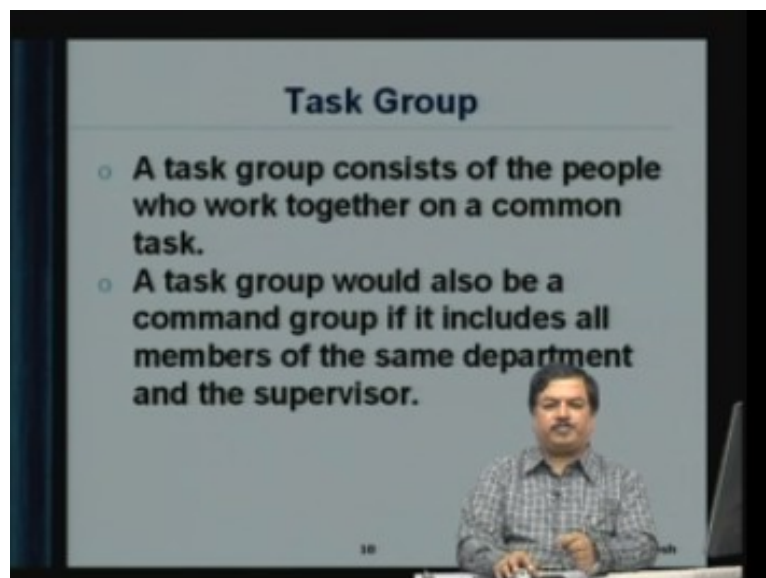 Task Group
o A task group consists of the people
who work together on a common
task.
o A task group would also be a
command group if it includes all
members of the same department
and the supervisor.
10